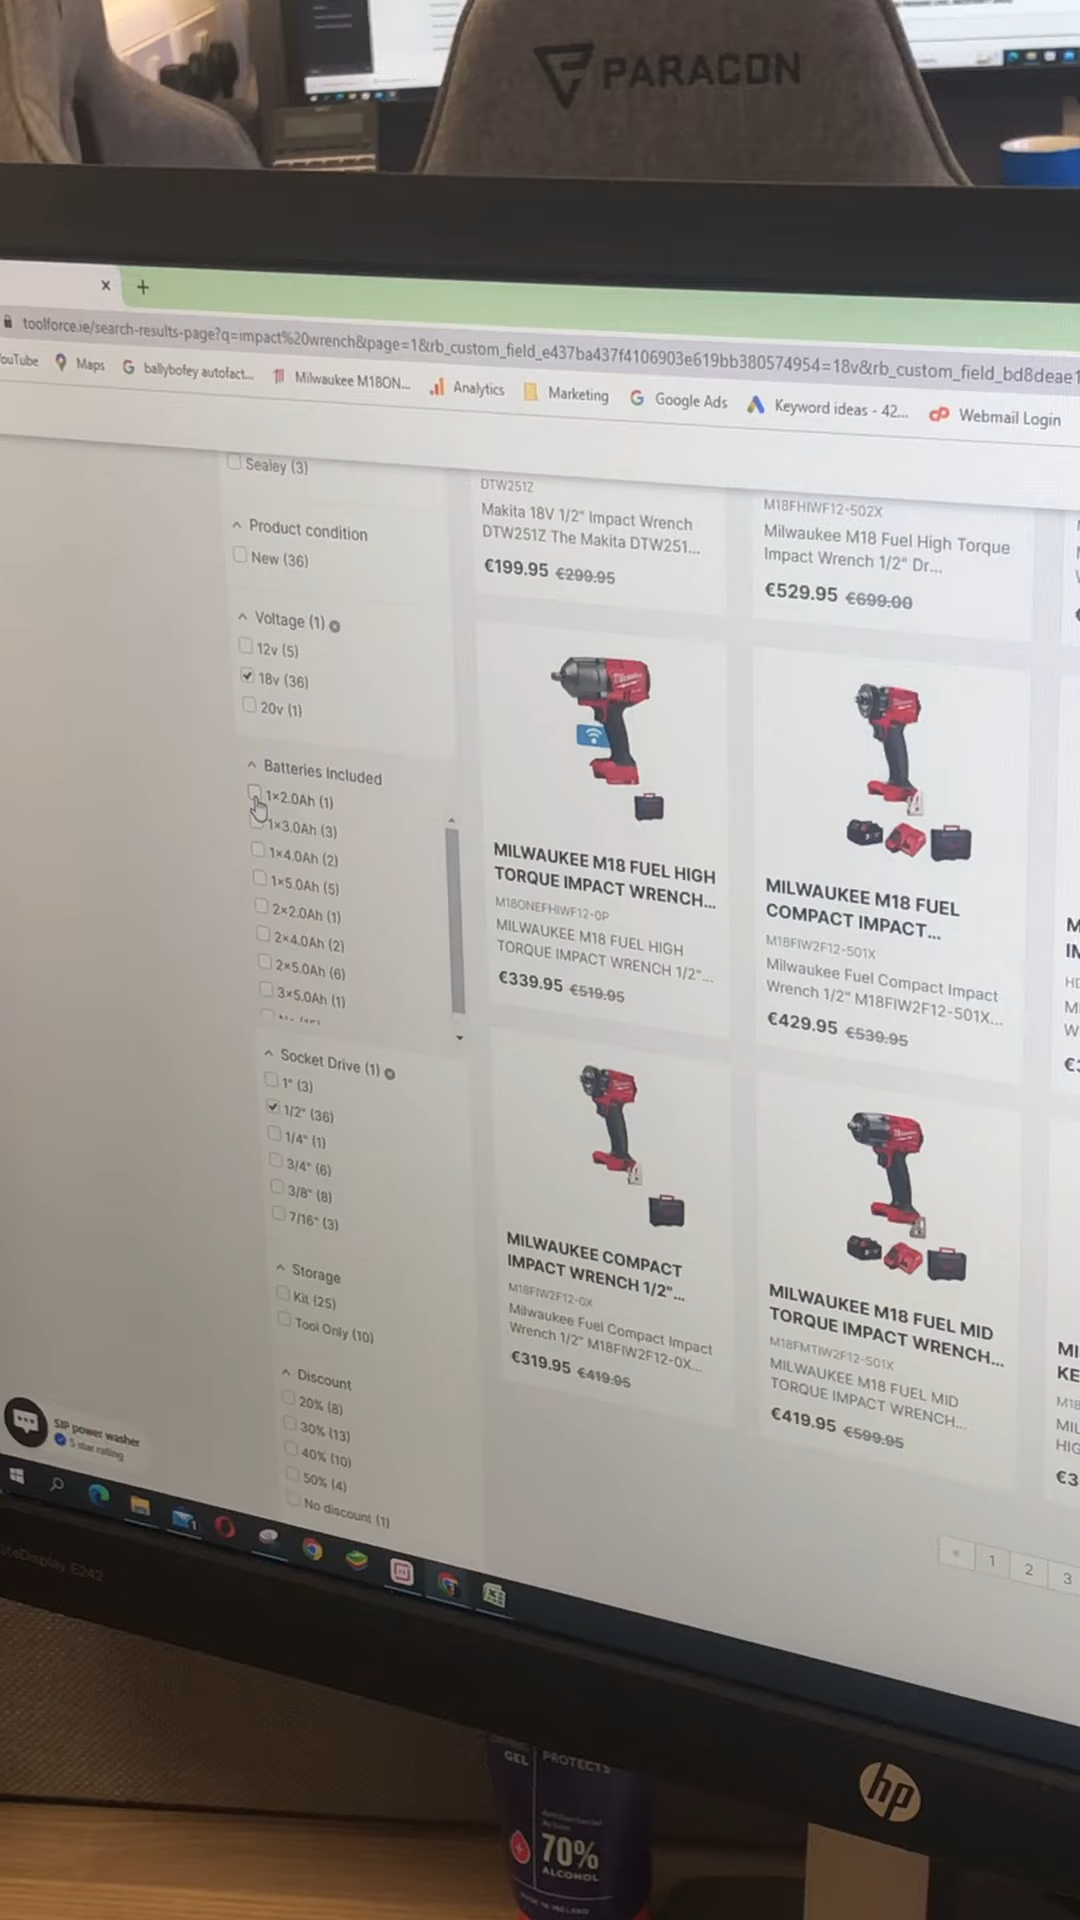 PARACON
toolforce.ie/search-results-page?q=impact%20wrench&page=1&rb_custom_field_e437ba437f4106903e619bb380574954=18v&rb_custom_field_bd8deae1
YouTube
Maps
ballybofey autofact...
Milwaukee M18ON...
Analytics
Marketing
Google Ads
Keyword ideas - 42...
Webmail Login
Sealey (3)
Product condition
New (36)
Voltage (1)
12v (5)
18v (36)
20v (1)
Batteries Included
1×2.0Ah (1)
1×3.0Ah (3)
1×4.0Ah (2)
1×5.0Ah (5)
2×2.0Ah (1)
2×4.0Ah (2)
2×5.0Ah (6)
3×5.0Ah (1)
Socket Drive (1)
1" (3)
1/2" (36)
1/4" (1)
3/4" (6)
3/8" (8)
7/16" (3)
Storage
Kit (25)
Tool Only (10)
Discount
20% (8)
30% (13)
40% (10)
50% (4)
No discount (1)
DTW251Z
Makita 18V 1/2" Impact Wrench
DTW251Z The Makita DTW251...
€199.95 €299.95
M18FHIWF12-502X
Milwaukee M18 Fuel High Torque
Impact Wrench 1/2" Dr...
€529.95 €699.00
MILWAUKEE M18 FUEL HIGH
TORQUE IMPACT WRENCH...
M18ONEFHIWF12-0P
MILWAUKEE M18 FUEL HIGH
TORQUE IMPACT WRENCH 1/2"...
€339.95 €519.95
MILWAUKEE M18 FUEL
COMPACT IMPACT...
M18FIW2F12-501X
Milwaukee Fuel Compact Impact
Wrench 1/2" M18FIW2F12-501X...
€429.95 €539.95
MILWAUKEE COMPACT
IMPACT WRENCH 1/2"...
M18FIW2F12-0X
Milwaukee Fuel Compact Impact
Wrench 1/2" M18FIW2F12-0X...
€319.95 €419.95
MILWAUKEE M18 FUEL MID
TORQUE IMPACT WRENCH...
M18FMTIW2F12-501X
MILWAUKEE M18 FUEL MID
TORQUE IMPACT WRENCH...
€419.95 €599.95
« 1 2 3
SIP power washer
5 star rating
E242
hp
GEL PROTECTS
70%
ALCOHOL
MADE IN IRELAND